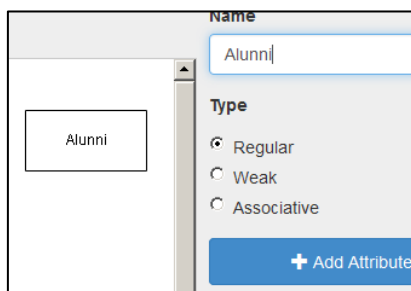 Name
Alunni
Alunni
Type
Regular
Weak
Associative
+ Add Attribute